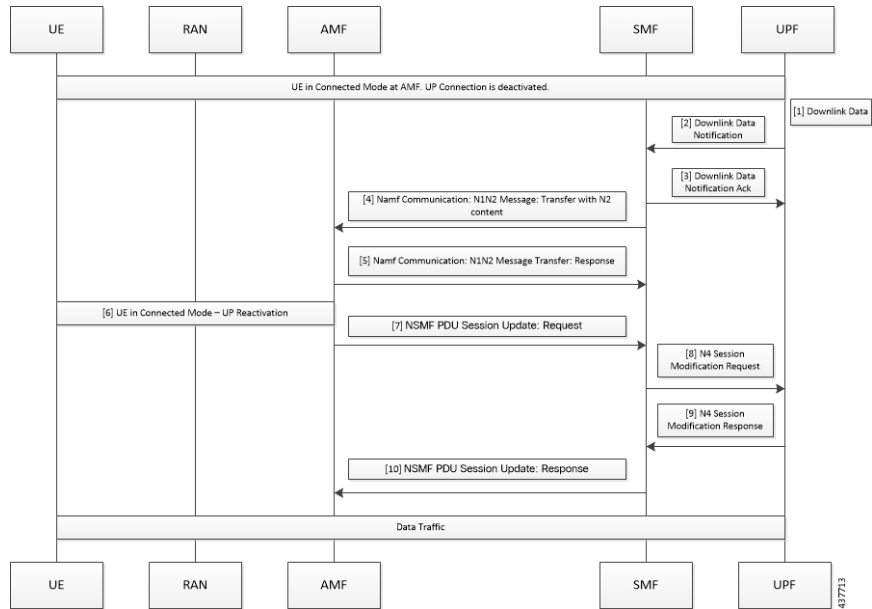 UE RAN AMF SMF UPF
UE in Connected Mode at AMF. UP Connection is deactivated.
[1] Downlink Data
[2] Downlink Data
Notification
[3] Downlink Data
Notification Ack
[4] Namf Communication: N1N2 Message: Transfer with N2
content
[5] Namf Communication: N1N2 Message Transfer: Response
[6] UE in Connected Mode – UP Reactivation
[7] NSMF PDU Session Update: Request
[8] N4 Session
Modification Request
[9] N4 Session
Modification Response
[10] NSMF PDU Session Update: Response
Data Traffic
UE RAN AMF SMF UPF
437713